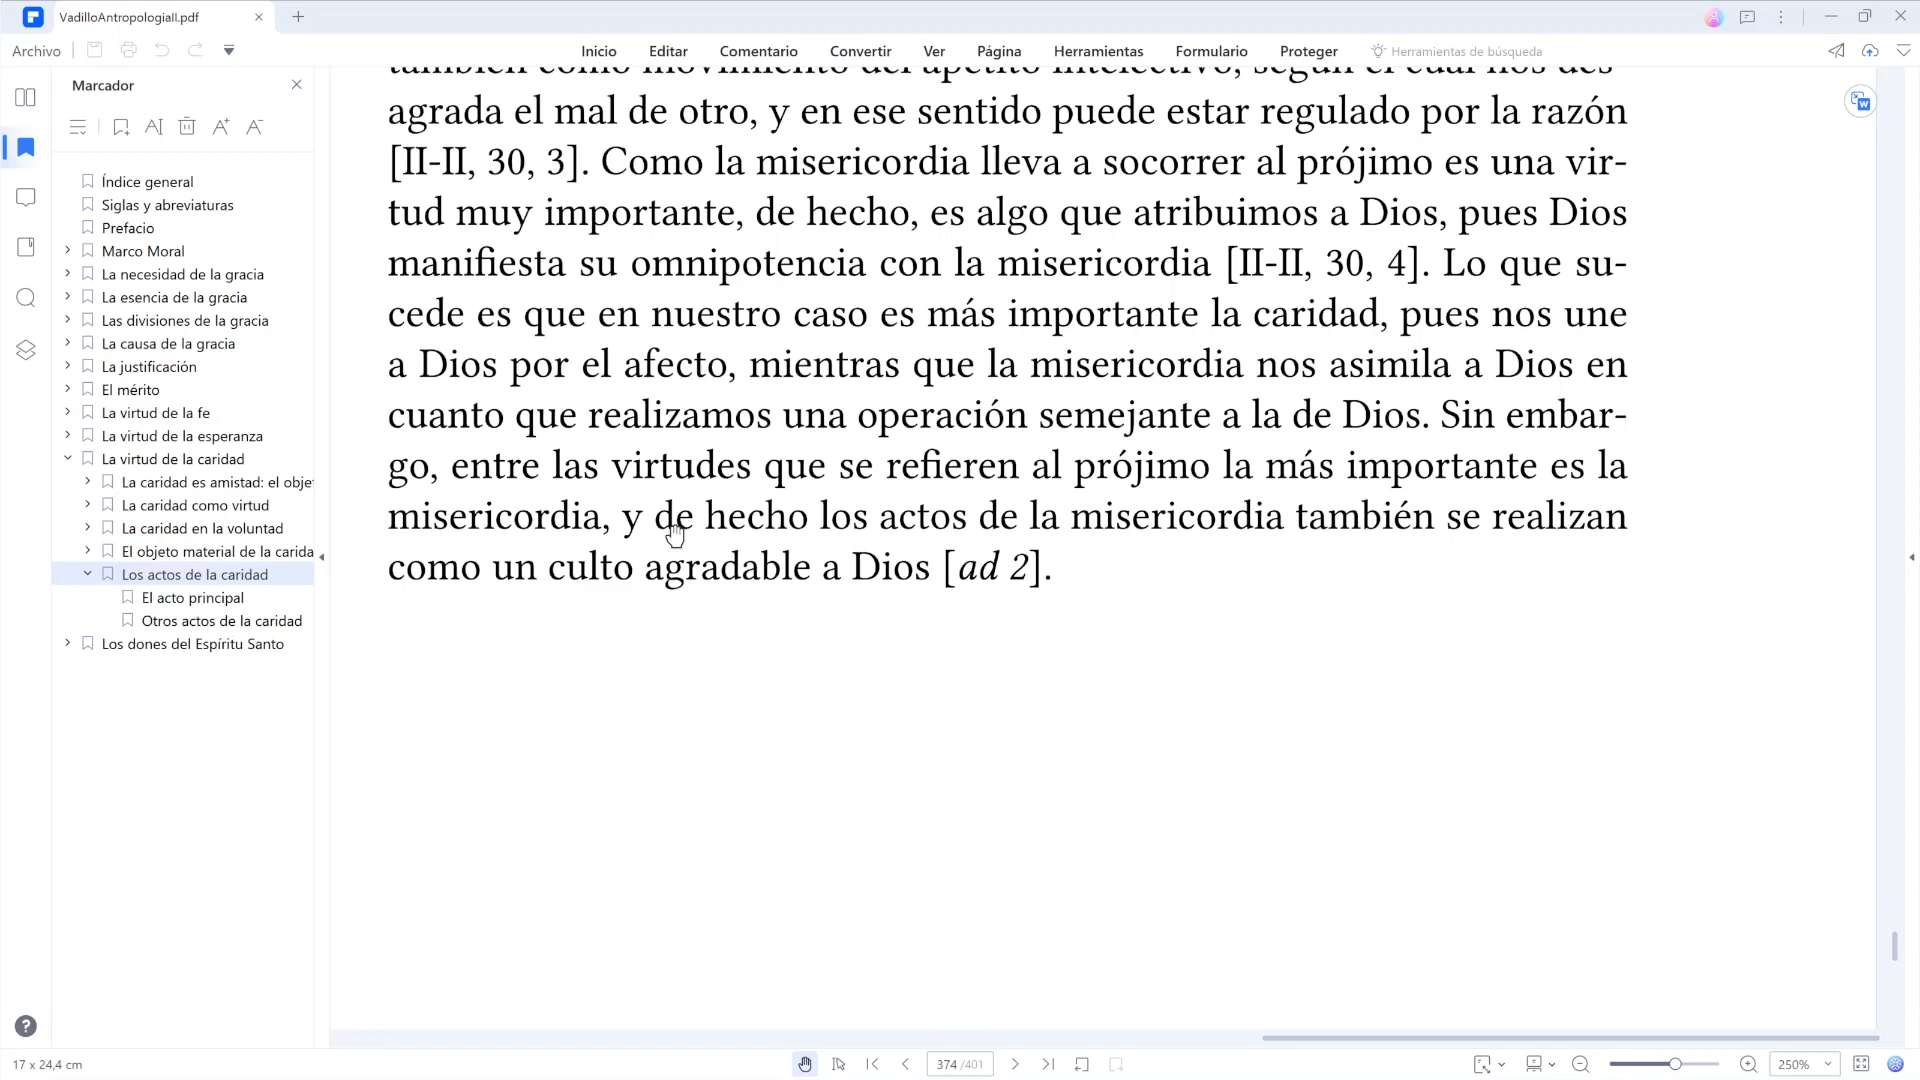 VadilloAntropologiaII.pdf
Archivo
Inicio
Editar
Comentario
Convertir
Ver
Página
Herramientas
Formulario
Proteger
Herramientas de búsqueda
Marcador
Índice general
Siglas y abreviaturas
Prefacio
Marco Moral
La necesidad de la gracia
La esencia de la gracia
Las divisiones de la gracia
La causa de la gracia
La justificación
El mérito
La virtud de la fe
La virtud de la esperanza
La virtud de la caridad
La caridad es amistad: el obje
La caridad como virtud
La caridad en la voluntad
El objeto material de la carida
Los actos de la caridad
El acto principal
Otros actos de la caridad
Los dones del Espíritu Santo
también como movimiento del apetito intelectivo, según el cual nos des-
agrada el mal de otro, y en ese sentido puede estar regulado por la razón
[II-II, 30, 3]. Como la misericordia lleva a socorrer al prójimo es una vir-
tud muy importante, de hecho, es algo que atribuimos a Dios, pues Dios
manifiesta su omnipotencia con la misericordia [II-II, 30, 4]. Lo que su-
cede es que en nuestro caso es más importante la caridad, pues nos une
a Dios por el afecto, mientras que la misericordia nos asimila a Dios en
cuanto que realizamos una operación semejante a la de Dios. Sin embar-
go, entre las virtudes que se refieren al prójimo la más importante es la
misericordia, y de hecho los actos de la misericordia también se realizan
como un culto agradable a Dios [ad 2].
17 x 24,4 cm
374 /401
250%